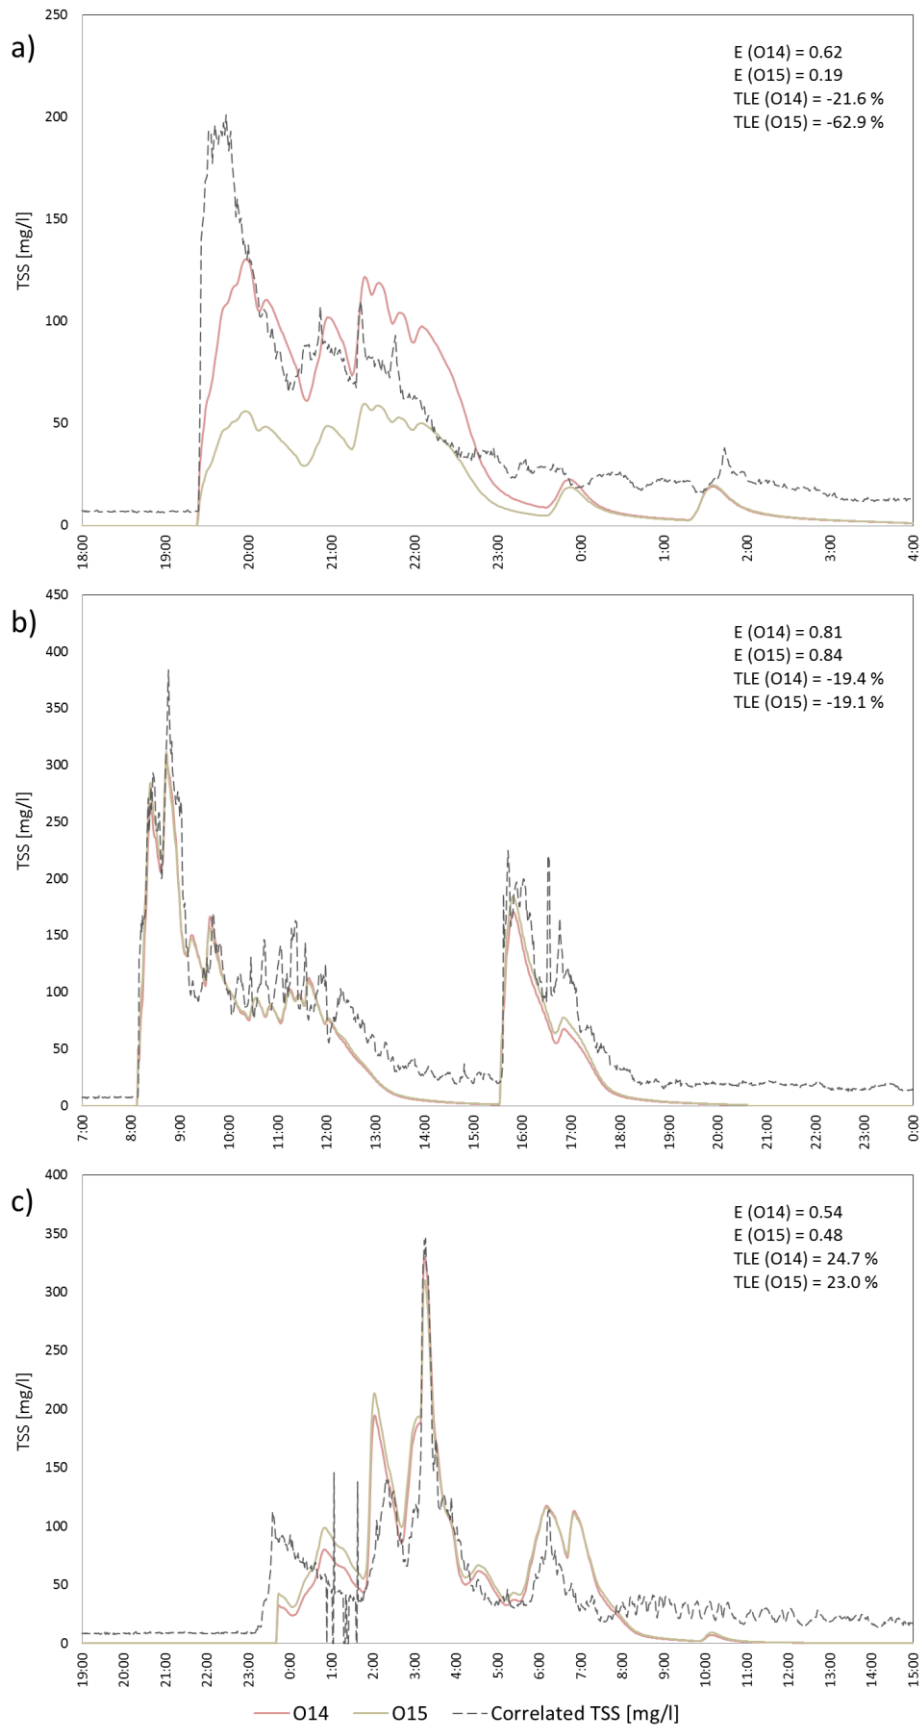 a)
E (O14) = 0.62
E (O15) = 0.19
TLE (O14) = -21.6 %
TLE (O15) = -62.9 %
TSS [mg/l]
250
200
150
100
50
0
18:00 19:00 20:00 21:00 22:00 23:00 0:00 1:00 2:00 3:00 4:00
b)
E (O14) = 0.81
E (O15) = 0.84
TLE (O14) = -19.4 %
TLE (O15) = -19.1 %
TSS [mg/l]
450
400
350
300
250
200
150
100
50
0
7:00 8:00 9:00 10:00 11:00 12:00 13:00 14:00 15:00 16:00 17:00 18:00 19:00 20:00 21:00 22:00 23:00 0:00
c)
E (O14) = 0.54
E (O15) = 0.48
TLE (O14) = 24.7 %
TLE (O15) = 23.0 %
TSS [mg/l]
400
350
300
250
200
150
100
50
0
19:00 20:00 21:00 22:00 23:00 0:00 1:00 2:00 3:00 4:00 5:00 6:00 7:00 8:00 9:00 10:00 11:00 12:00 13:00 14:00 15:00
O14 O15 Correlated TSS [mg/l]